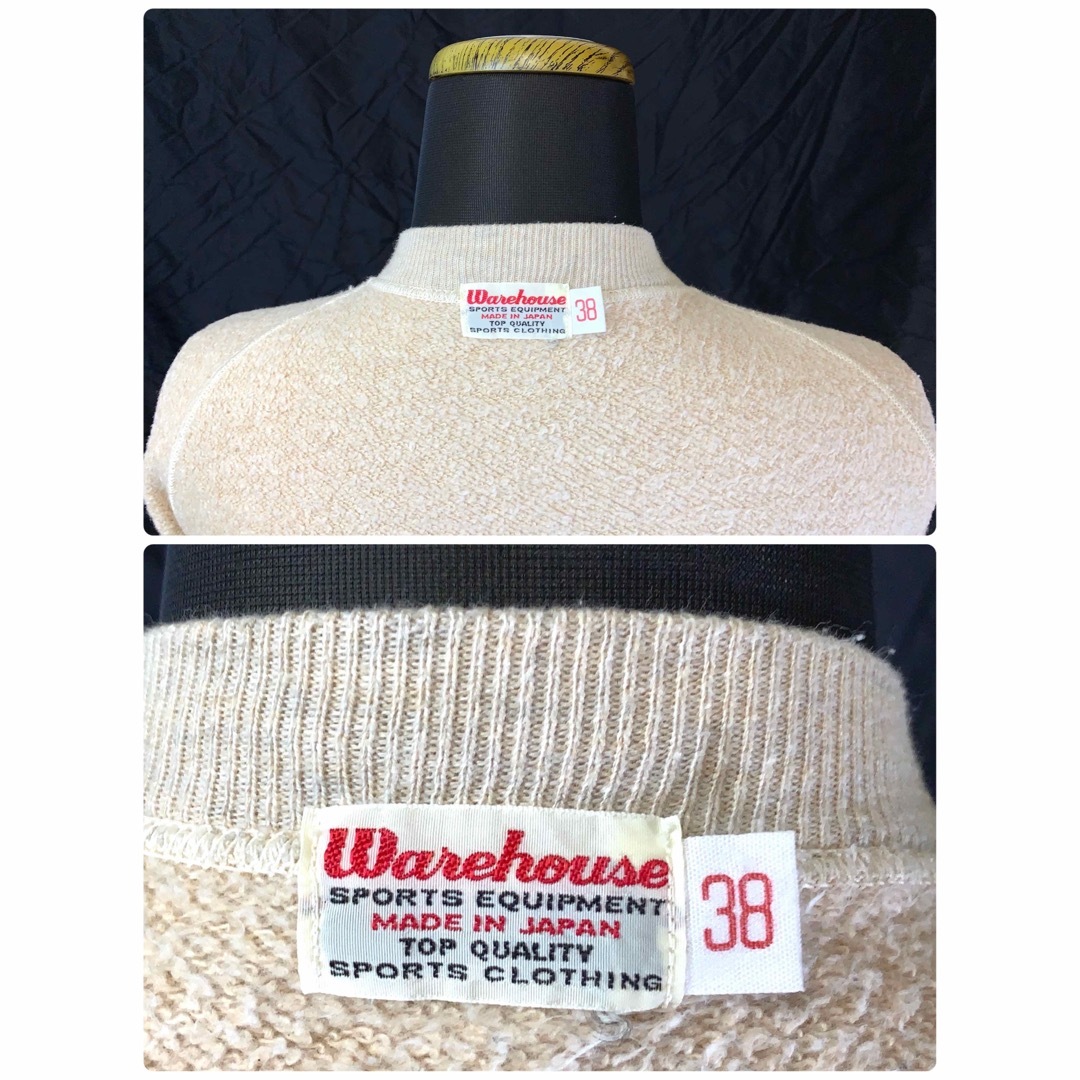 Warehouse
SPORTS EQUIPMENT
MADE IN JAPAN
TOP QUALITY
SPORTS CLOTHING
38
Warehouse
SPORTS EQUIPMENT
MADE IN JAPAN
TOP QUALITY
SPORTS CLOTHING
38